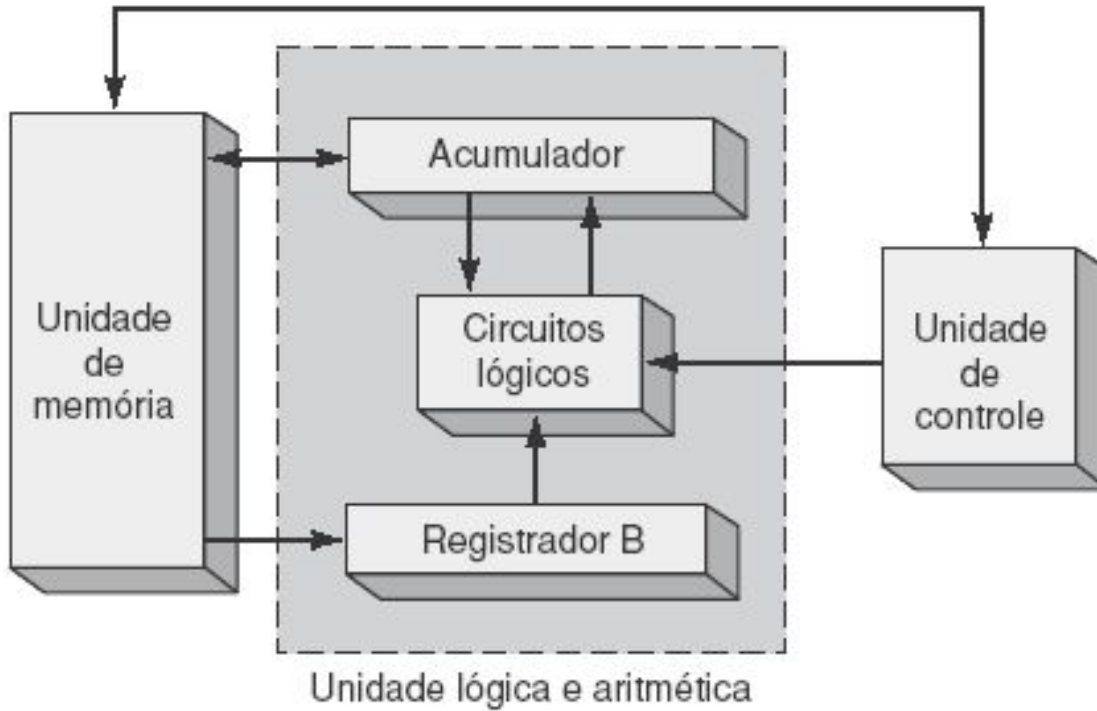 Acumulador
Unidade
de
memória
Circuitos
lógicos
Unidade
de
controle
Registrador B
Unidade lógica e aritmética